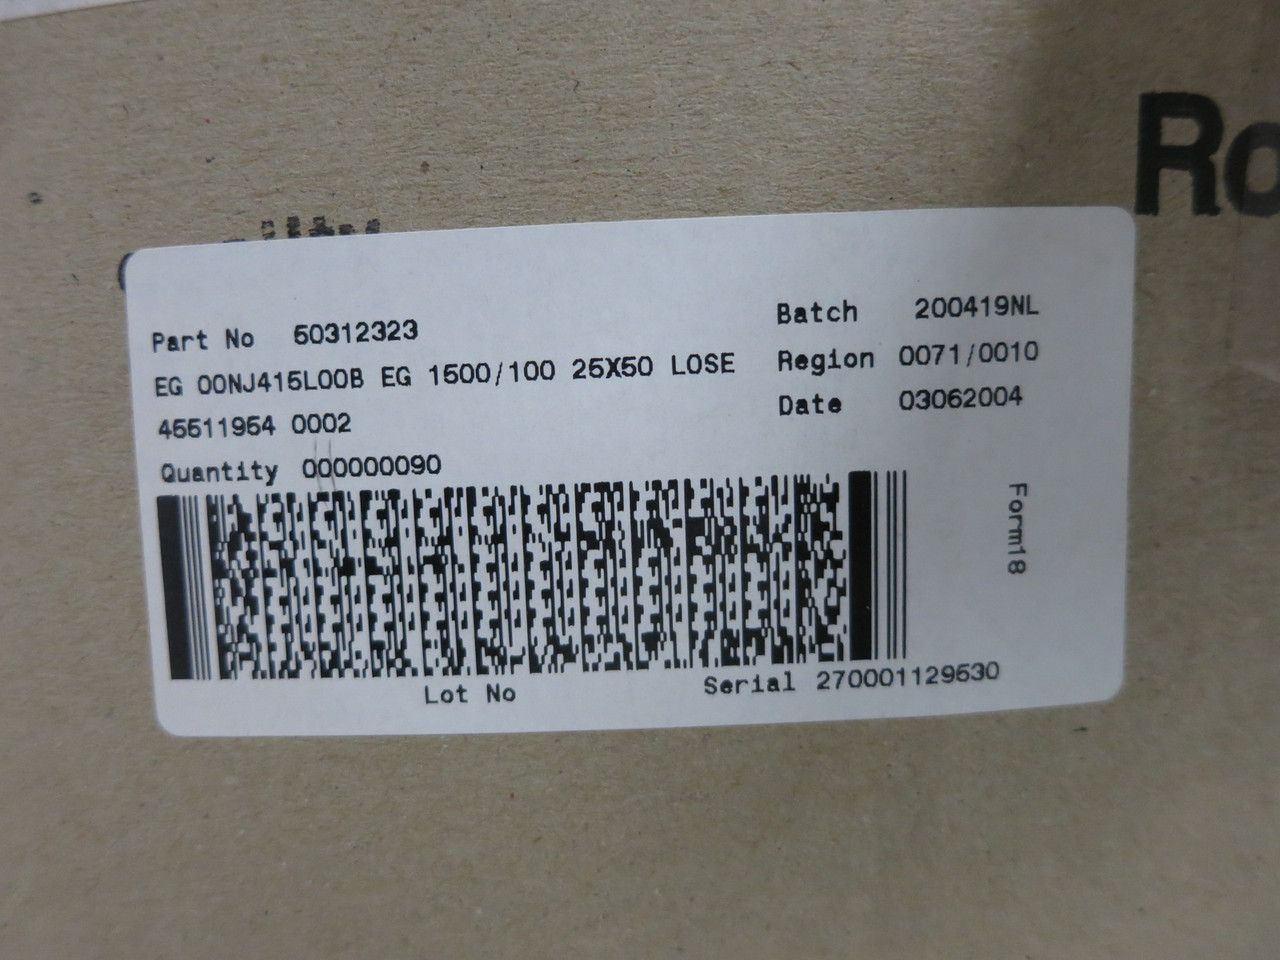 Ro
Part No 50312323
EG 00NJ415L00B EG 1500/100 25X50 LOSE
45511954 0002
Quantity 000000090
Batch 200419NL
Region 0071/0010
Date 03062004
Form18
Lot No
Serial 270001129530